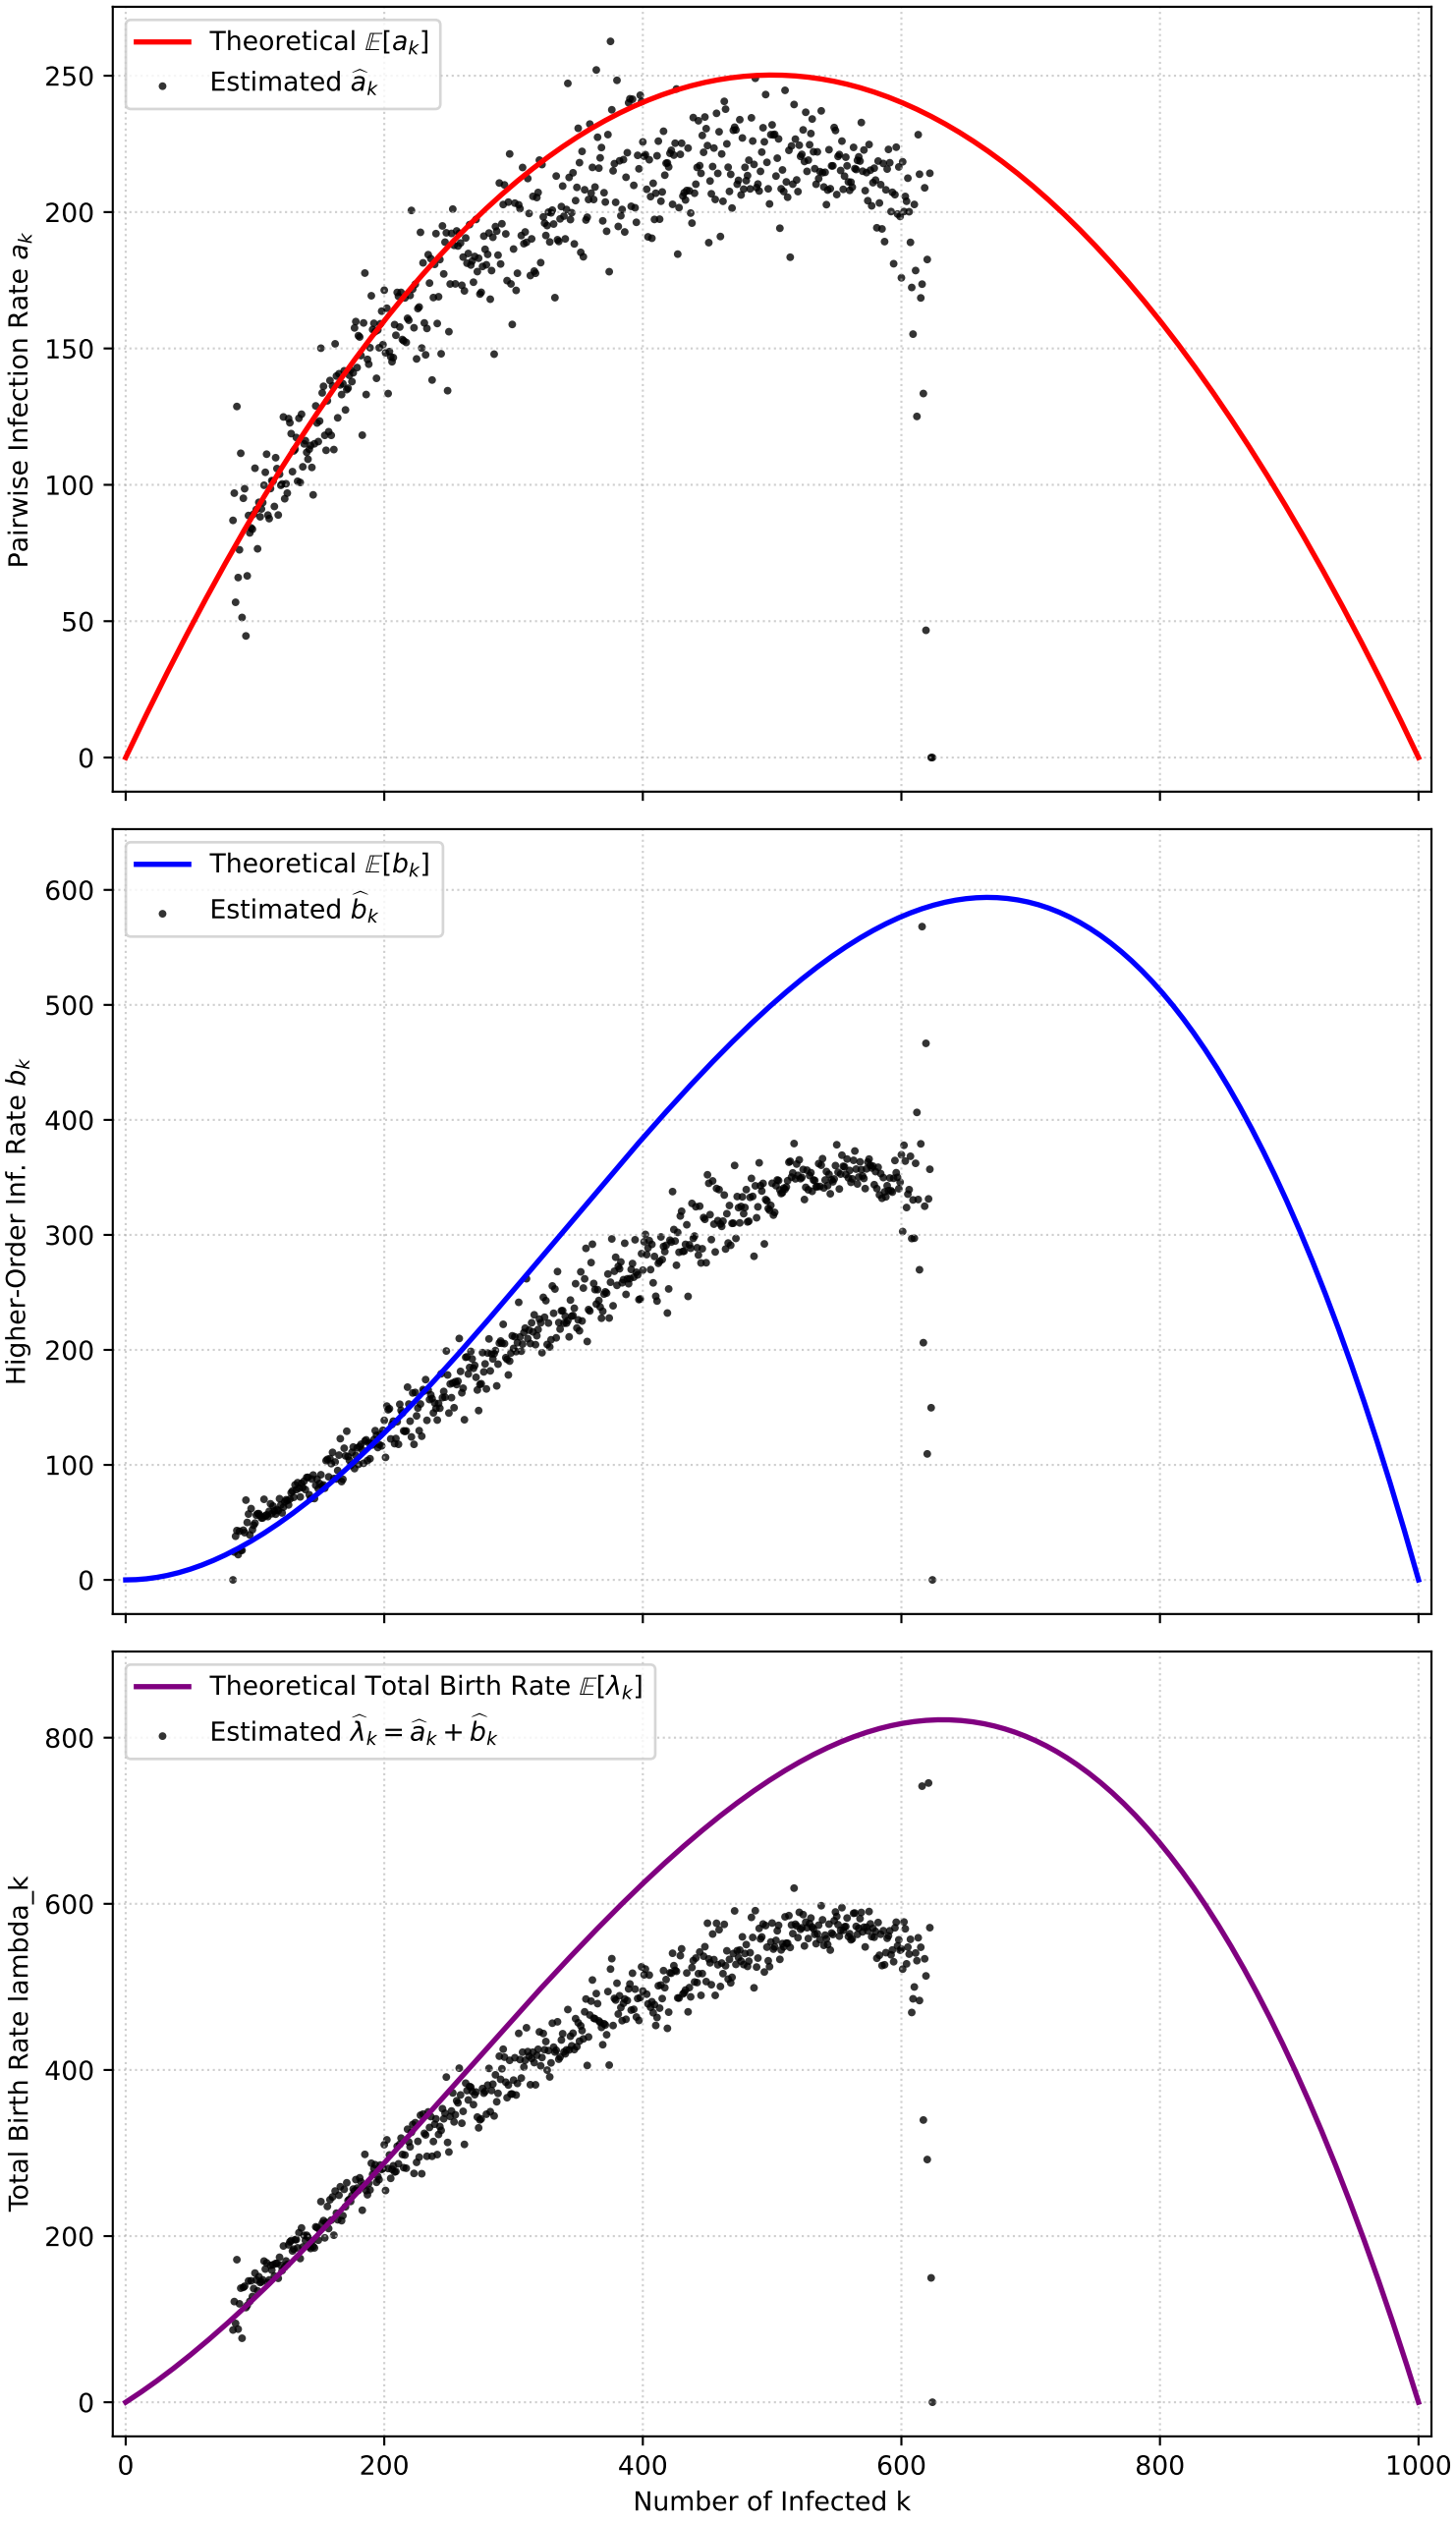 Theoretical 𝔼[a_k]
Estimated â_k
250
200
150
100
50
0
Pairwise Infection Rate a_k
Theoretical 𝔼[b_k]
Estimated b̂_k
600
500
400
300
200
100
0
Higher-Order Inf. Rate b_k
Theoretical Total Birth Rate 𝔼[λ_k]
Estimated λ̂_k = â_k + b̂_k
800
600
400
200
0
Total Birth Rate lambda_k
0 200 400 600 800 1000
Number of Infected k